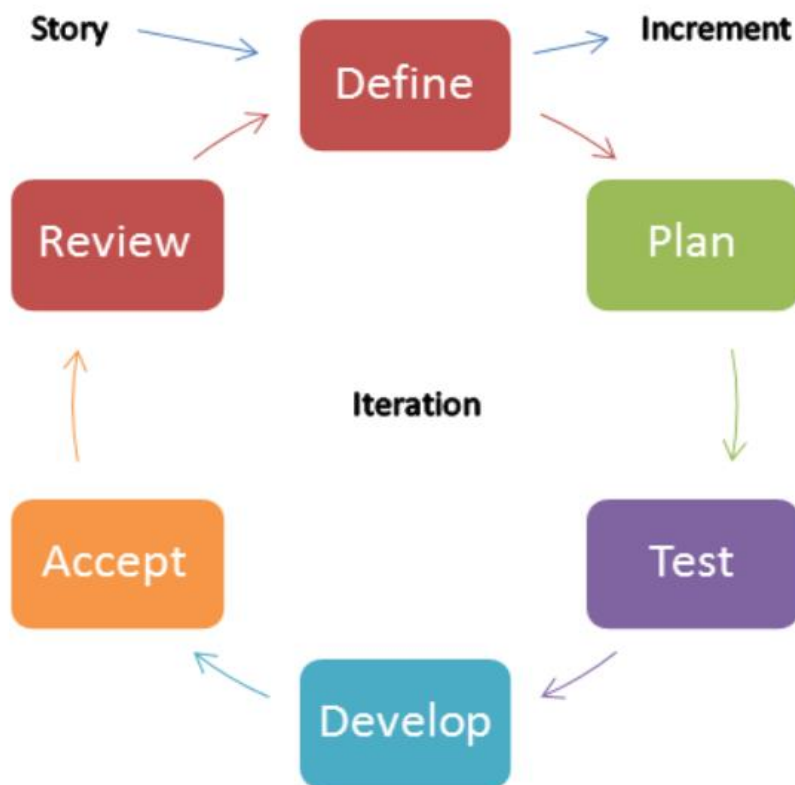 Story
Increment
Define
Review
Plan
Iteration
Accept
Test
Develop